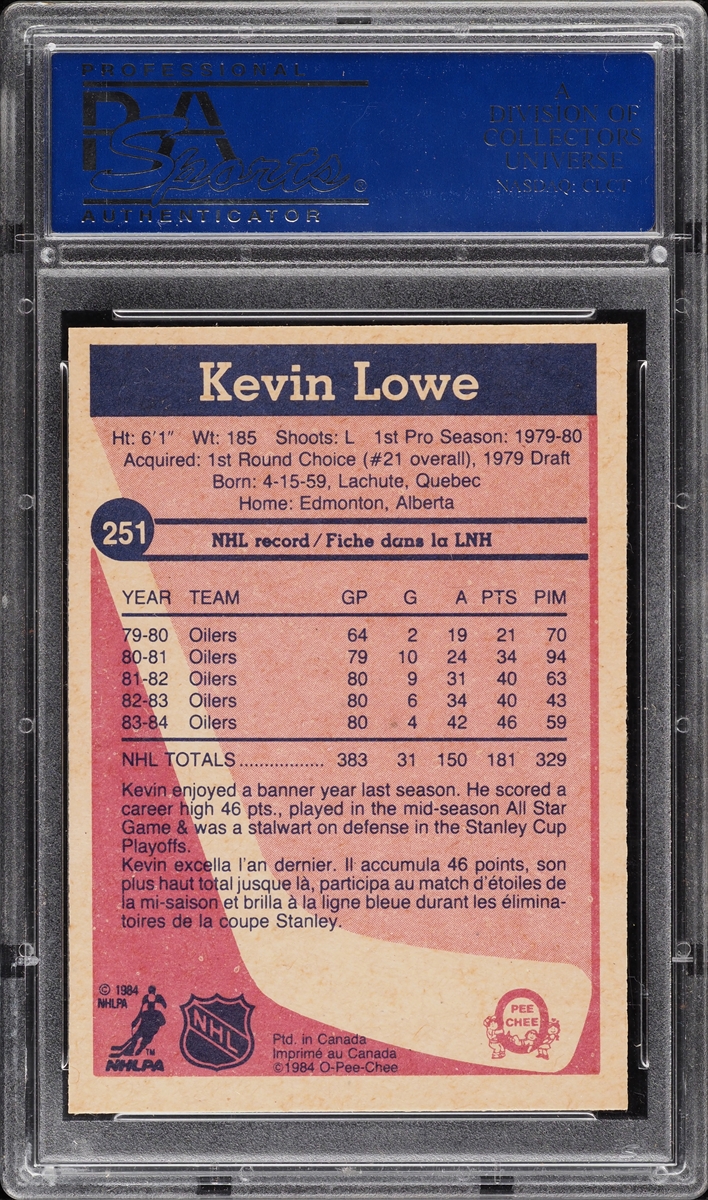 PROFESSIONAL
PSA
Sports ®
AUTHENTICATOR
A
DIVISION OF
COLLECTORS
UNIVERSE
NASDAQ: CLCT
Kevin Lowe
Ht: 6'1" Wt: 185 Shoots: L 1st Pro Season: 1979-80
Acquired: 1st Round Choice (#21 overall), 1979 Draft
Born: 4-15-59, Lachute, Quebec
Home: Edmonton, Alberta
251 NHL record / Fiche dans la LNH
YEAR TEAM GP G A PTS PIM
79-80 Oilers 64 2 19 21 70
80-81 Oilers 79 10 24 34 94
81-82 Oilers 80 9 31 40 63
82-83 Oilers 80 6 34 40 43
83-84 Oilers 80 4 42 46 59
NHL TOTALS................. 383 31 150 181 329
Kevin enjoyed a banner year last season. He scored a
career high 46 pts., played in the mid-season All Star
Game & was a stalwart on defense in the Stanley Cup
Playoffs.
Kevin excella l'an dernier. Il accumula 46 points, son
plus haut total jusque là, participa au match d'étoiles de
la mi-saison et brilla à la ligne bleue durant les élimina-
toires de la coupe Stanley.
© 1984
NHLPA
TM
NHLPA
NHL
Ptd. in Canada
Imprimé au Canada
©1984 O-Pee-Chee
PEE
CHEE